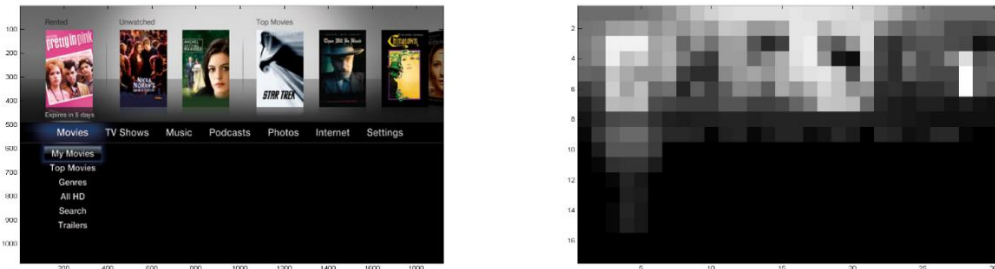 Rented
Unwatched
Top Movies
pretty in pink
STAR TREK
Expires in 5 days
Movies
TV Shows
Music
Podcasts
Photos
Internet
Settings
My Movies
Top Movies
Genres
All HD
Search
Trailers
100
200
300
400
500
600
700
800
900
1000
200
400
600
800
1000
1200
1400
1600
1800
2
4
6
8
10
12
14
16
5
10
15
20
25
30